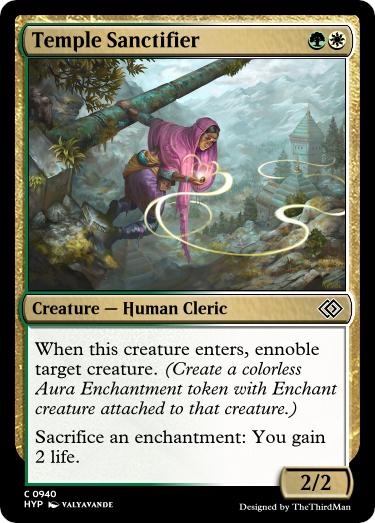 Temple Sanctifier
Creature — Human Cleric
When this creature enters, ennoble
target creature. (Create a colorless
Aura Enchantment token with Enchant
creature attached to that creature.)
Sacrifice an enchantment: You gain
2 life.
2/2
C 0940
HYP VALYAVANDE
Designed by TheThirdMan